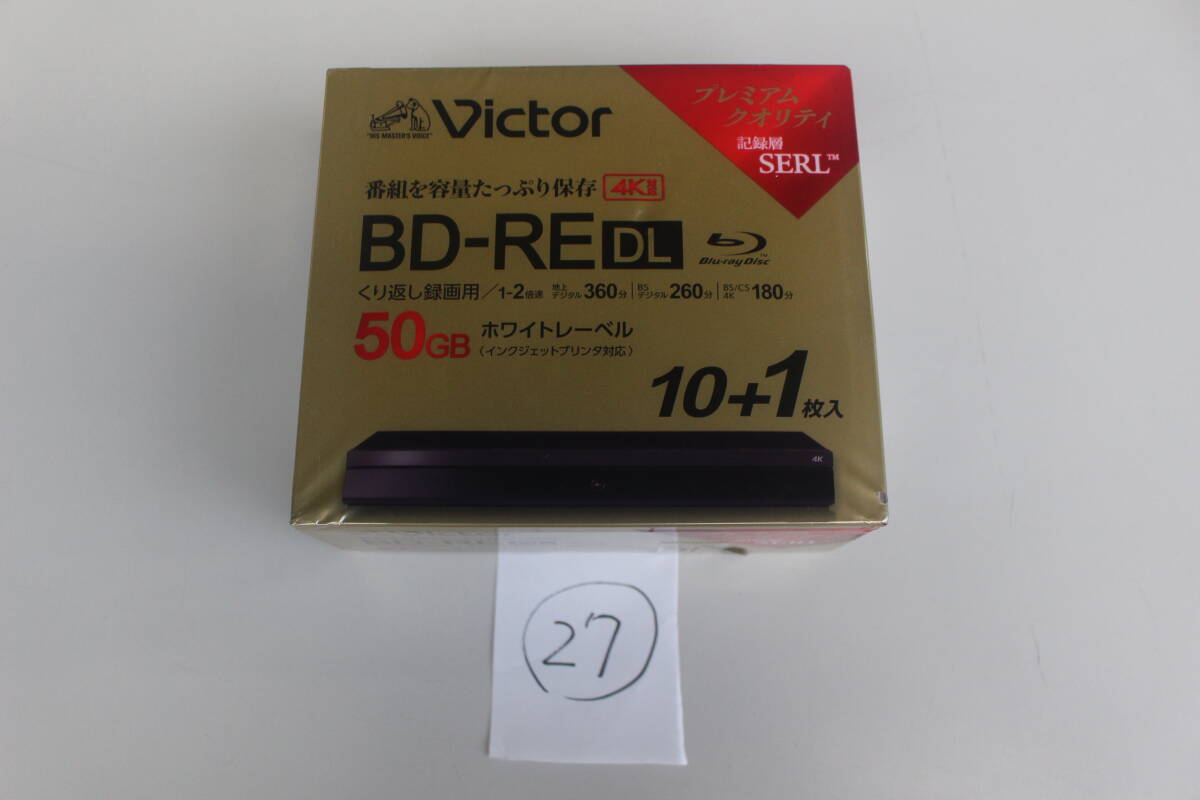 "HIS MASTER'S VOICE"
Victor
プレミアム
クオリティ
記録層
SERL™
番組を容量たっぷり保存 4K
BD-RE DL
Blu-ray Disc™
くり返し録画用/1-2倍速 地上デジタル360分 BSデジタル260分 BS/CS 4K 180分
50GB ホワイトレーベル
(インクジェットプリンタ対応)
10+1枚入
4K
27